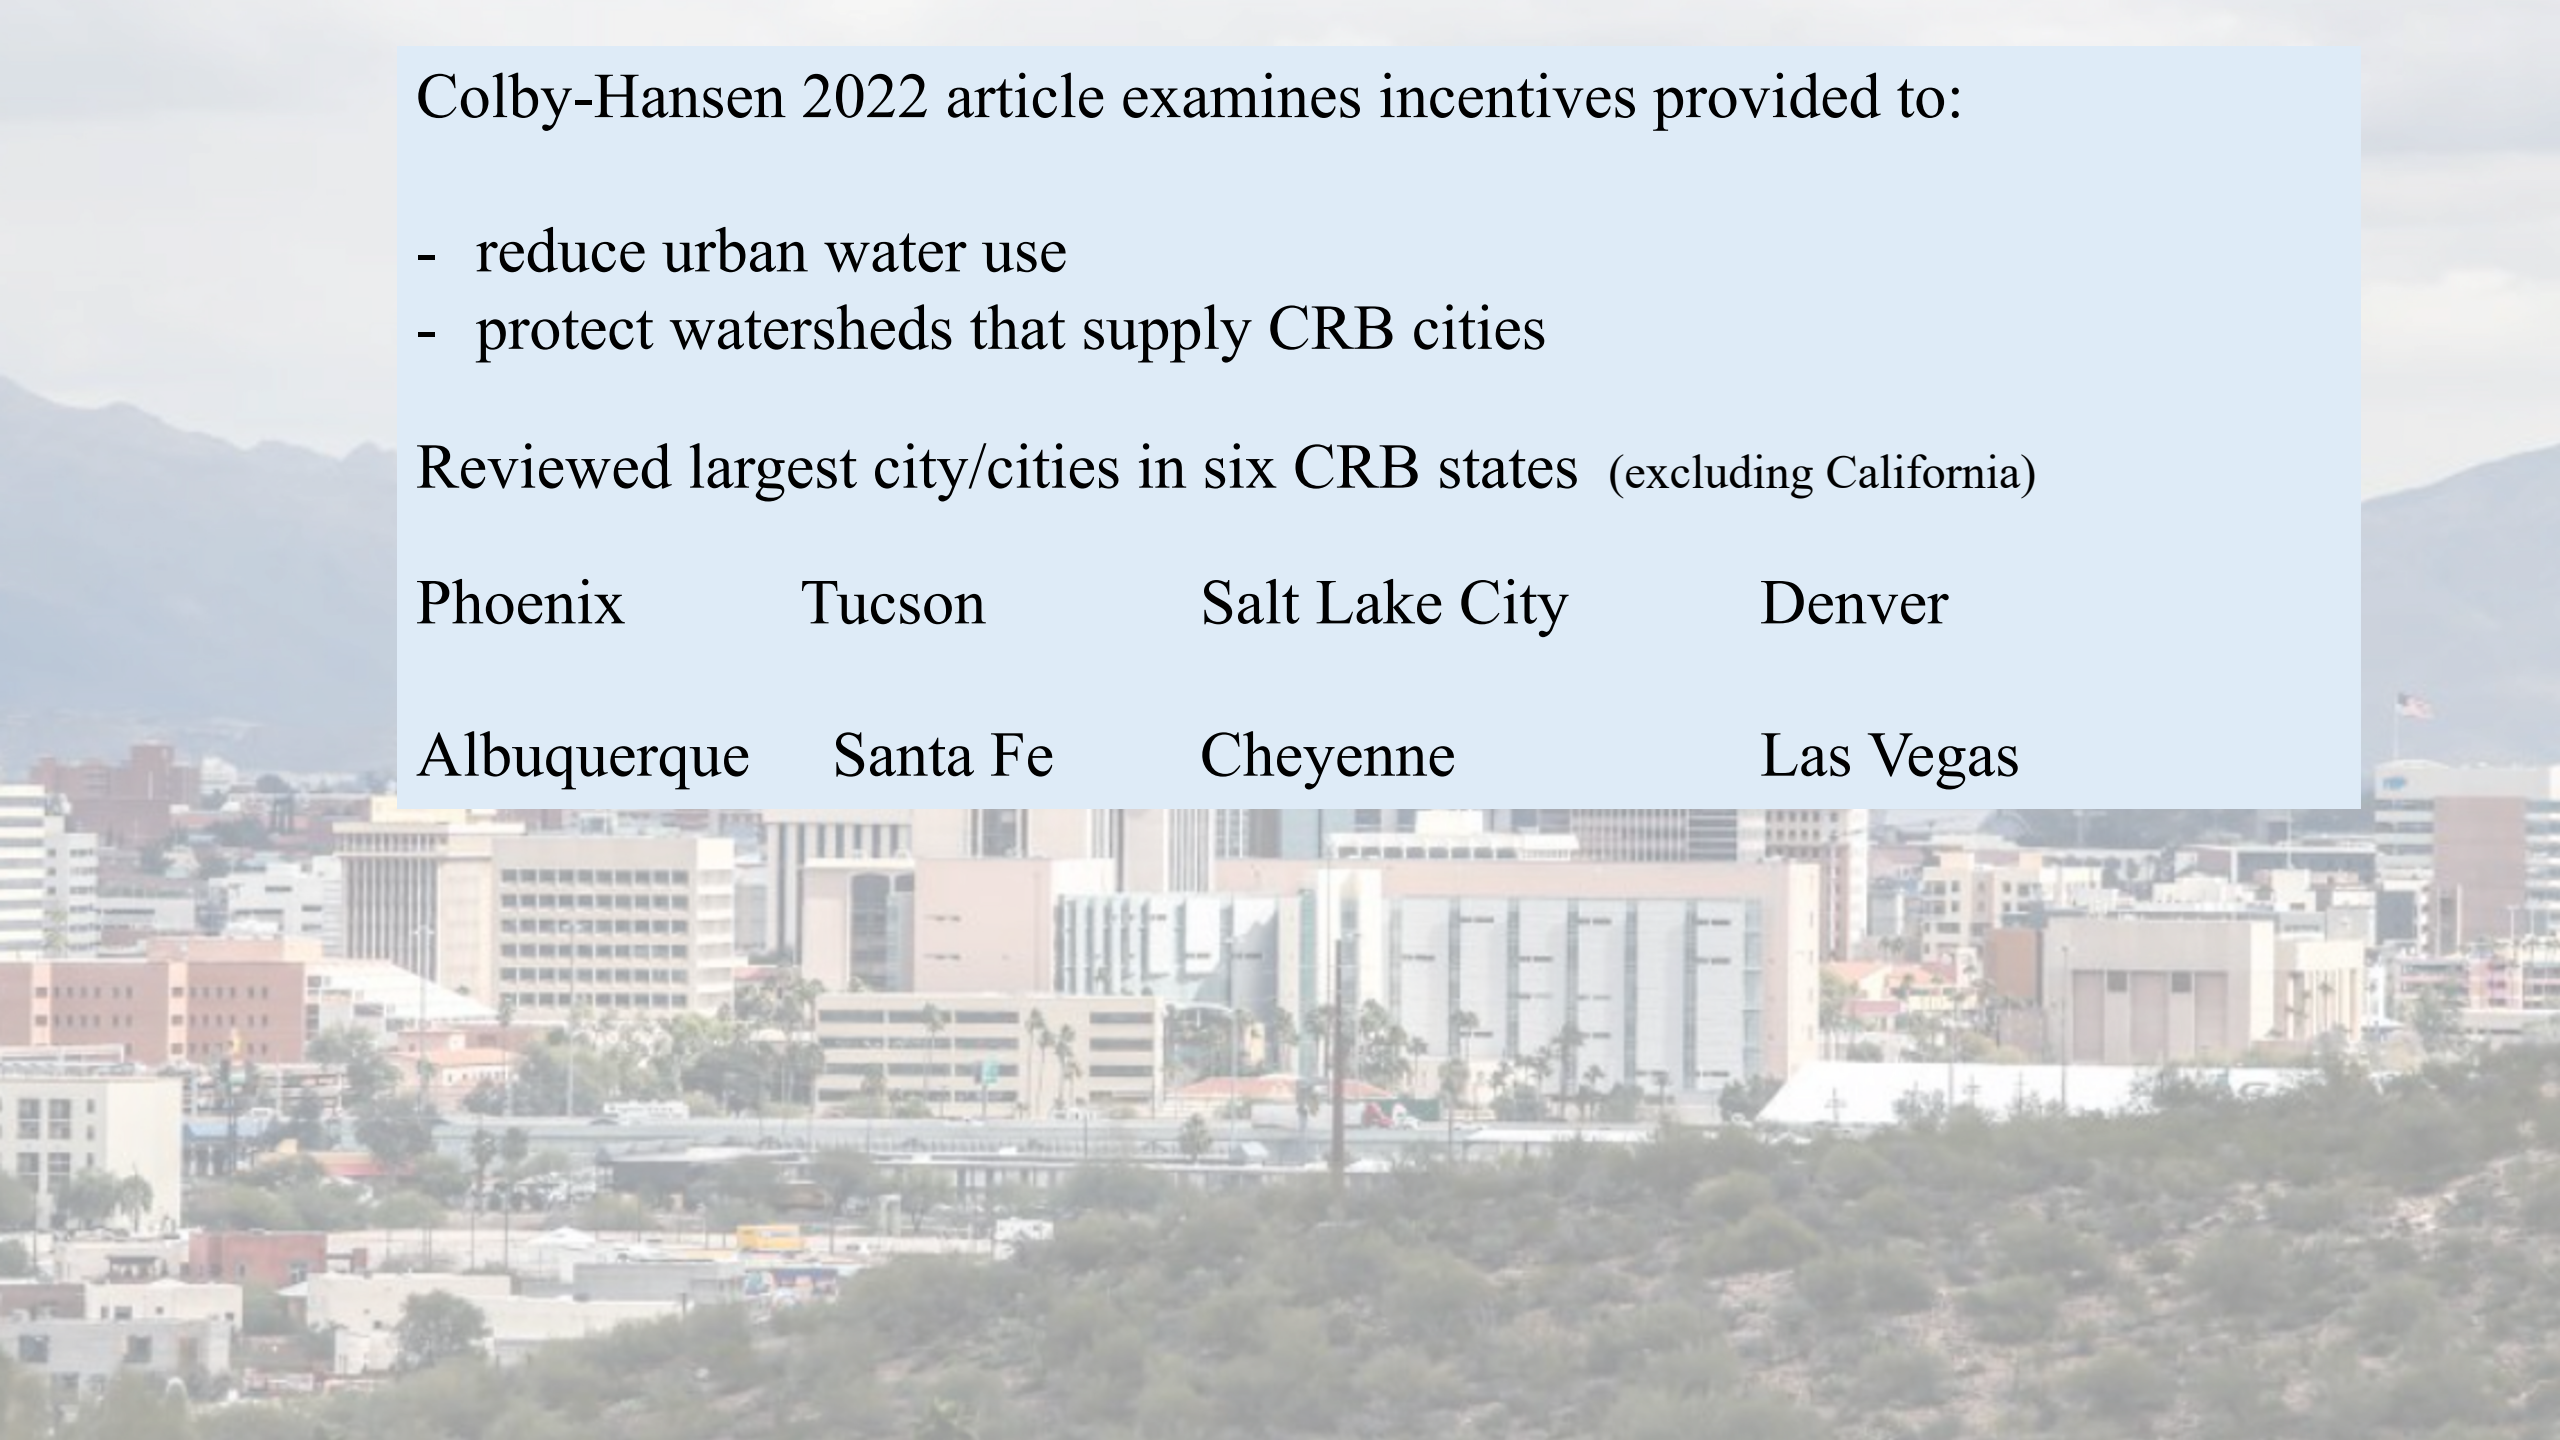 Colby-Hansen 2022 article examines incentives provided to:
- reduce urban water use
- protect watersheds that supply CRB cities
Reviewed largest city/cities in six CRB states (excluding California)
Phoenix Tucson Salt Lake City Denver
Albuquerque Santa Fe Cheyenne Las Vegas